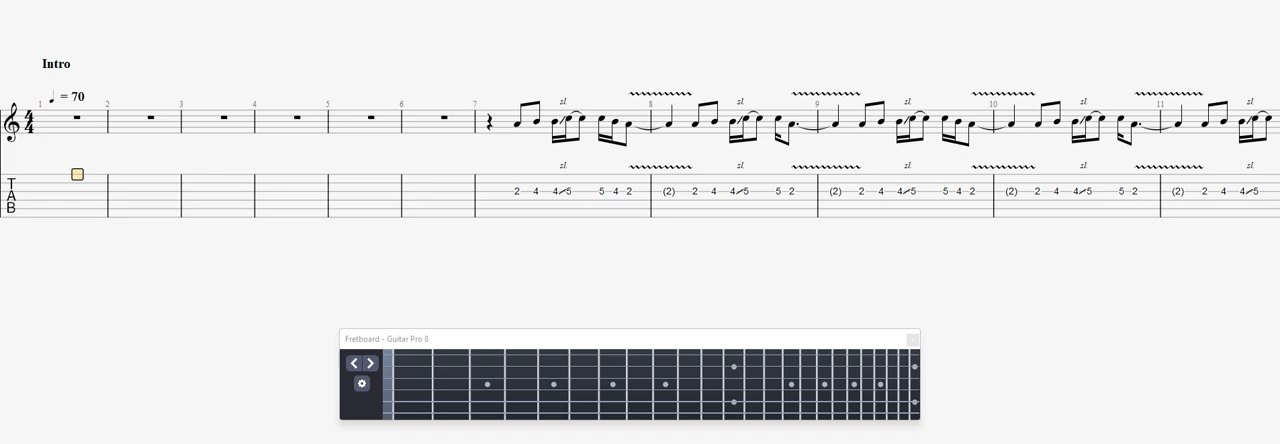 Intro
♩ = 70
1 2 3 4 5 6 7 8 9 10 11
sl. sl. sl. sl. sl.
4
4
sl. sl. sl. sl. sl.
T 2 4 4 5 5 4 2 (2) 2 4 4 5 5 2 (2) 2 4 4 5 5 4 2 (2) 2 4 4 5 5 2 (2) 2 4 4 5
A
B
Fretboard - Guitar Pro 8